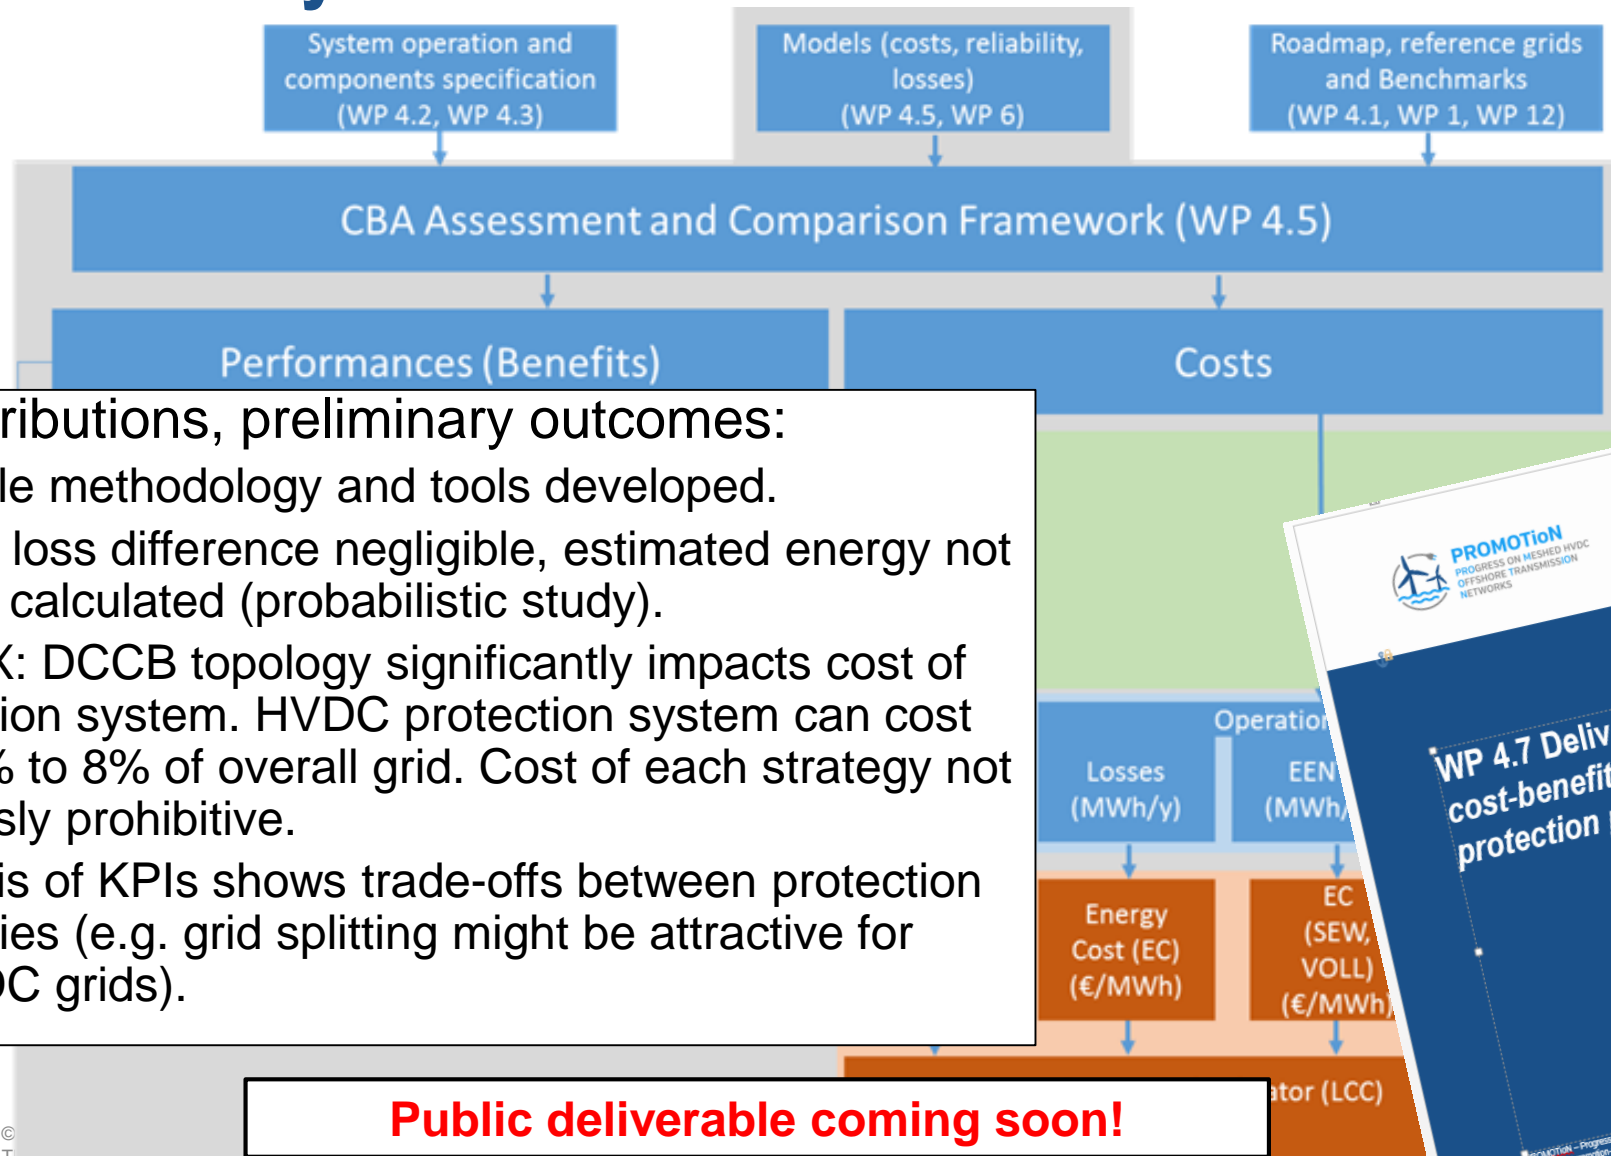 System operation and
components specification
(WP 4.2, WP 4.3)
Models (costs, reliability,
losses)
(WP 4.5, WP 6)
Roadmap, reference grids
and Benchmarks
(WP 4.1, WP 1, WP 12)
CBA Assessment and Comparison Framework (WP 4.5)
Performances (Benefits)
Costs
ributions, preliminary outcomes:
le methodology and tools developed.
loss difference negligible, estimated energy not
calculated (probabilistic study).
X: DCCB topology significantly impacts cost of
ion system. HVDC protection system can cost
% to 8% of overall grid. Cost of each strategy not
sly prohibitive.
is of KPIs shows trade-offs between protection
ies (e.g. grid splitting might be attractive for
DC grids).
Operation
Losses
(MWh/y)
EEN
(MWh/
Energy
Cost (EC)
(€/MWh)
EC
(SEW,
VOLL)
(€/MWh)
ator (LCC)
PROMOTioN
PROGRESS ON MESHED HVDC
OFFSHORE TRANSMISSION
NETWORKS
WP 4.7 Deliv
cost-benefit
protection
PROMOTioN – Progress
Public deliverable coming soon!
©